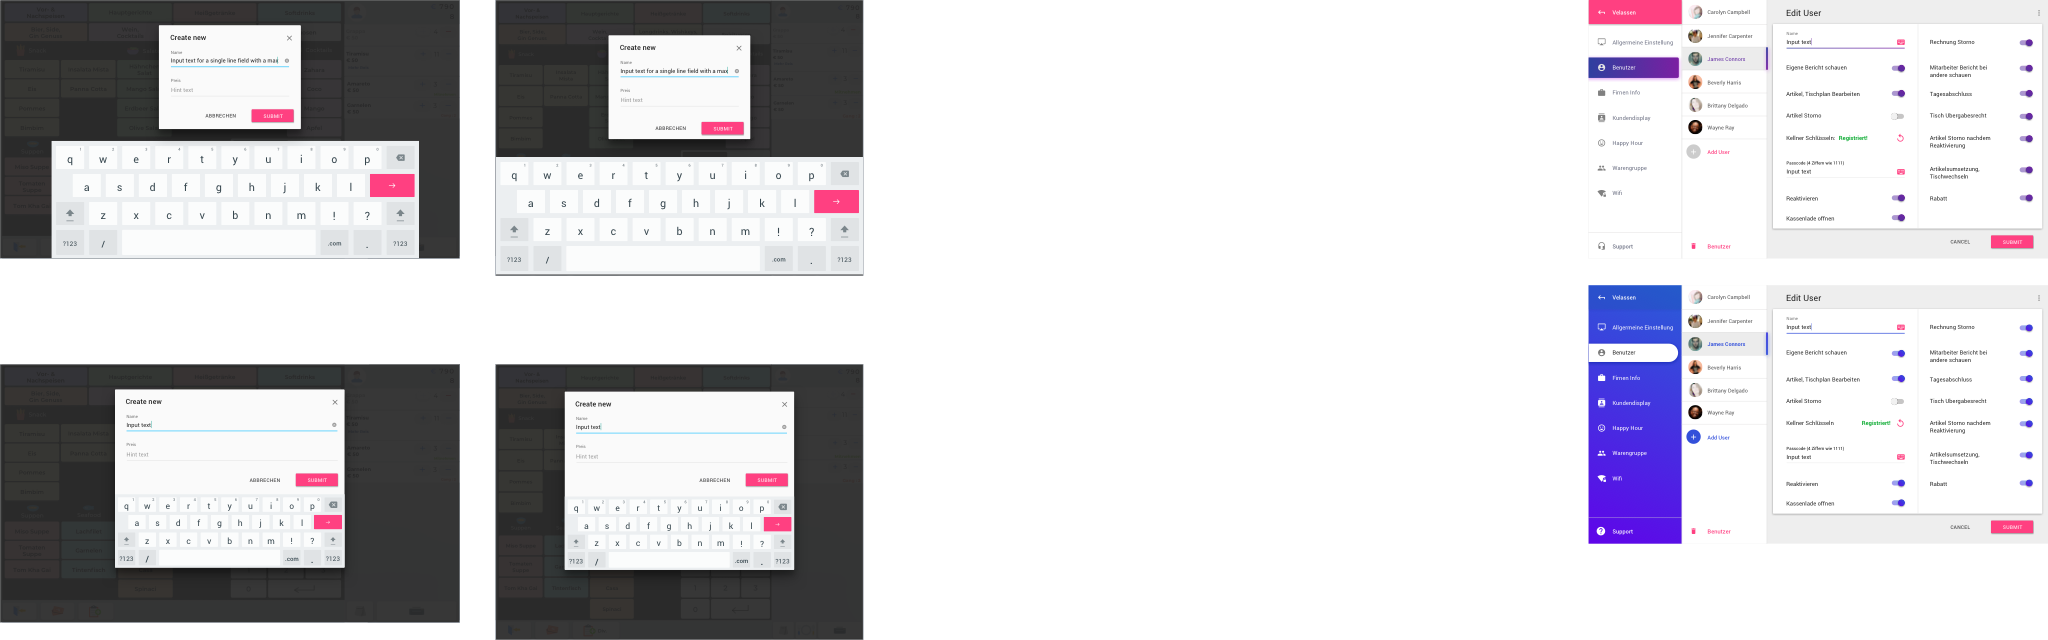 Create new
Name
Input text for a single line field with a max
Preis
Hint text
ABBRECHEN
SUBMIT
q w e r t y u i o p
a s d f g h j k l
z x c v b n m ! ?
?123 / .com . ?123
Create new
Name
Input text for a single line field with a max
Preis
Hint text
ABBRECHEN
SUBMIT
q w e r t y u i o p
a s d f g h j k l
z x c v b n m ! ?
?123 / .com . ?123
Velassen
Allgermeine Einstellung
Benutzer
Firnen Info
Kundendisplay
Happy Hour
Warengruppe
Wifi
Support
Carolyn Campbell
Jennifer Carpenter
James Connors
Beverly Harris
Brittany Delgado
Wayne Ray
Add User
Benutzer
Edit User
Name
Input text
Eigene Bericht schauen
Artikel, Tischplan Bearbeiten
Artikel Storno
Kellner Schlüsseln: Registriert!
Passcode (4 Ziffern wie 1111)
Input text
Reaktivieren
Kassenlade offnen
Rechnung Storno
Mitarbeiter Bericht bei
andere schauen
Tagesabschluss
Tisch Ubergabesrecht
Artikel Storno nachdem
Reaktivierung
Artikelsumsetzung,
Tischwechseln
Rabatt
CANCEL
SUBMIT
Create new
Name
Input text
Preis
Hint text
ABBRECHEN
SUBMIT
q w e r t y u i o p
a s d f g h j k l
z x c v b n m ! ?
?123 / .com . ?123
Create new
Name
Input text
Preis
Hint text
ABBRECHEN
SUBMIT
q w e r t y u i o p
a s d f g h j k l
z x c v b n m ! ?
?123 / .com . ?123
Velassen
Allgermeine Einstellung
Benutzer
Firnen Info
Kundendisplay
Happy Hour
Warengruppe
Wifi
Support
Carolyn Campbell
Jennifer Carpenter
James Connors
Beverly Harris
Brittany Delgado
Wayne Ray
Add User
Benutzer
Edit User
Name
Input text
Eigene Bericht schauen
Artikel, Tischplan Bearbeiten
Artikel Storno
Kellner Schlüsseln Registriert!
Passcode (4 Ziffern wie 1111)
Input text
Reaktivieren
Kassenlade offnen
Rechnung Storno
Mitarbeiter Bericht bei
andere schauen
Tagesabschluss
Tisch Ubergabesrecht
Artikel Storno nachdem
Reaktivierung
Artikelsumsetzung,
Tischwechseln
Rabatt
CANCEL
SUBMIT